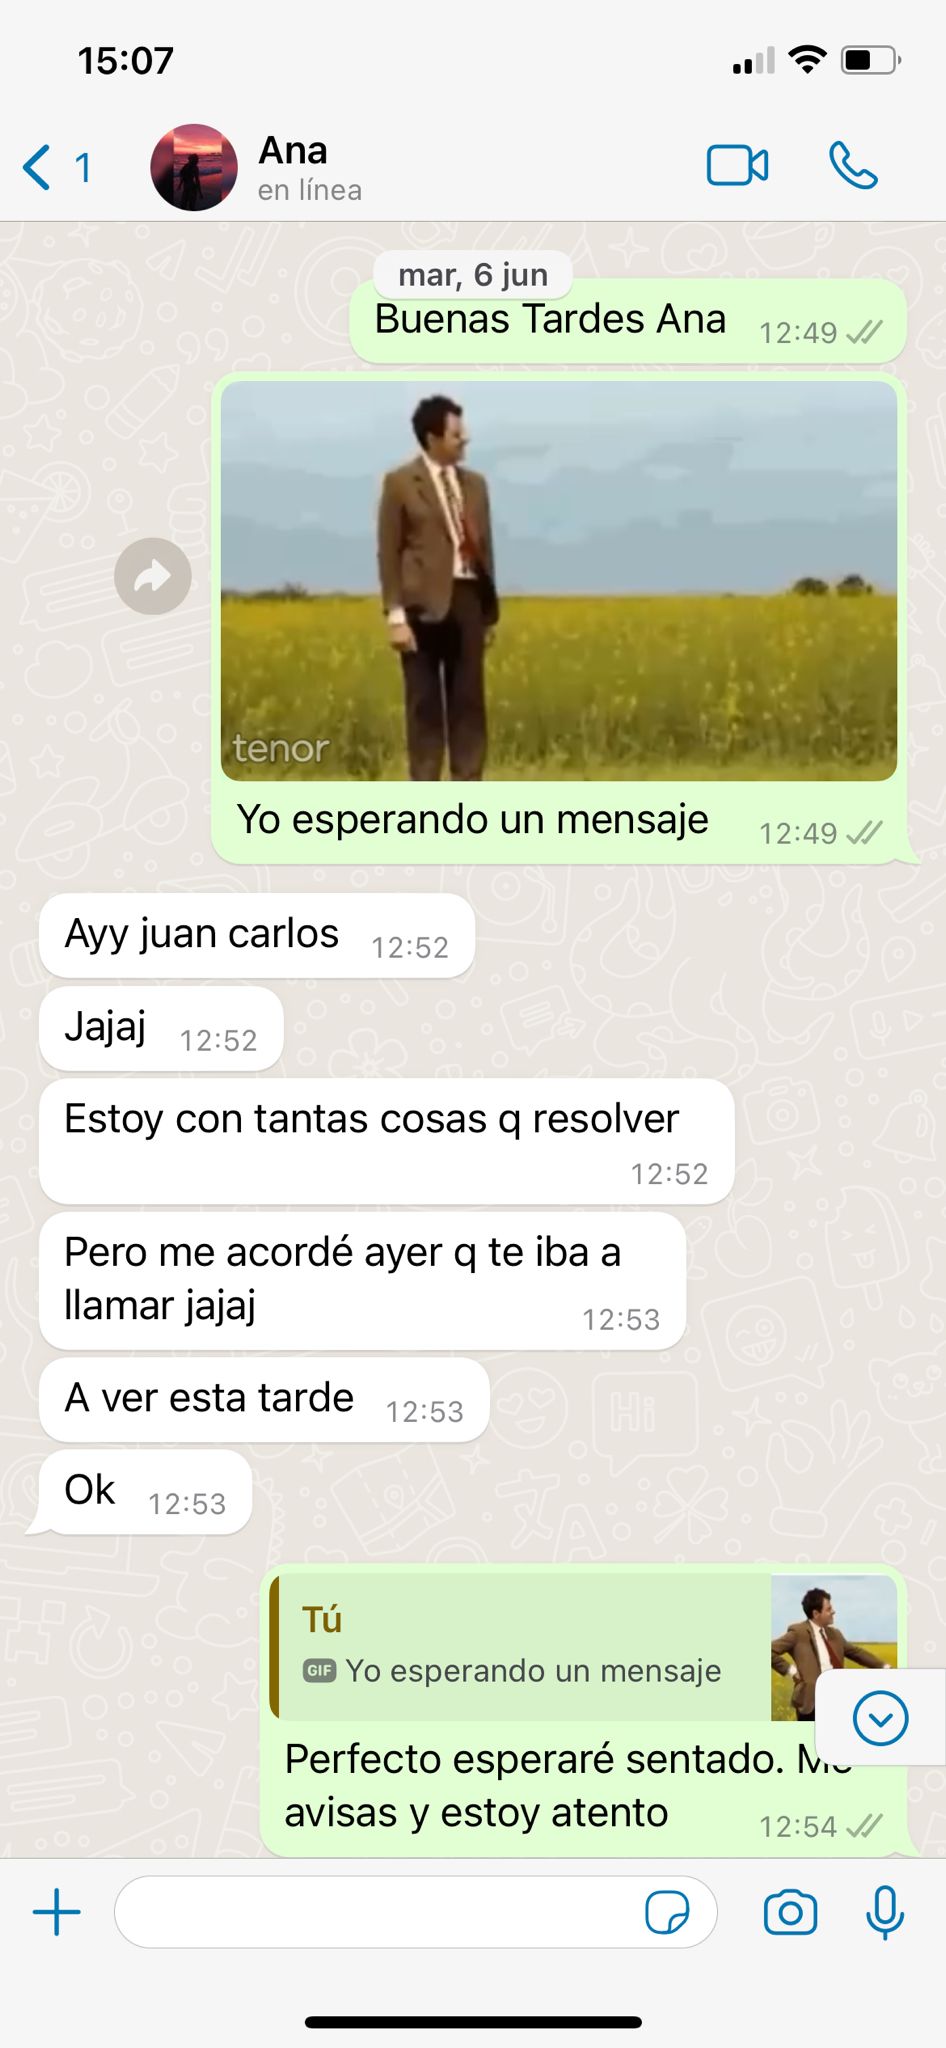 15:07
1
Ana
en línea
mar, 6 jun
Buenas Tardes Ana 12:49
tenor
Yo esperando un mensaje 12:49
Ayy juan carlos 12:52
Jajaj 12:52
Estoy con tantas cosas q resolver
12:52
Pero me acordé ayer q te iba a
llamar jajaj 12:53
A ver esta tarde 12:53
Hi
Ok 12:53
Tú
GIF Yo esperando un mensaje
Perfecto esperaré sentado. Me
avisas y estoy atento 12:54